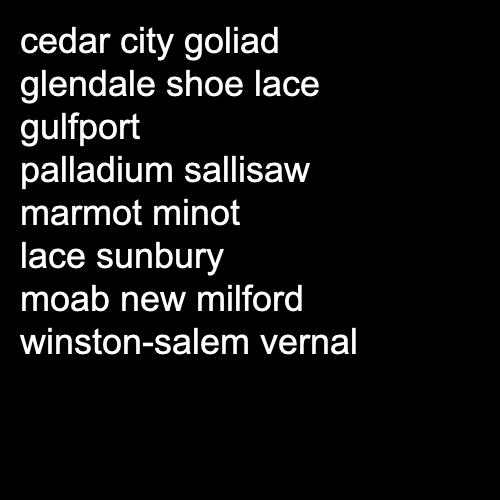 cedar city goliad
glendale shoe lace
gulfport
palladium sallisaw
marmot minot
lace sunbury
moab new milford
winston-salem vernal